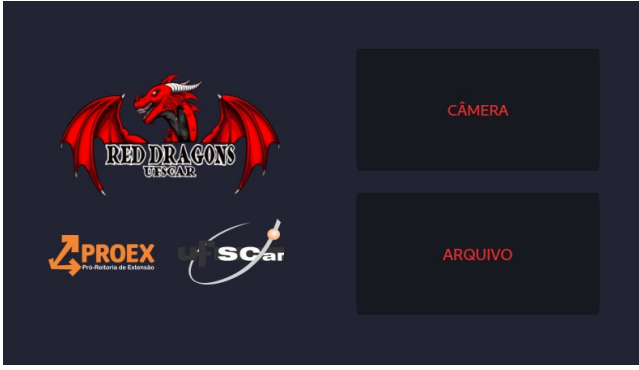 RED DRAGONS
UFSCAR
PROEX
Pró-Reitoria de Extensão
ufscar
CÂMERA
ARQUIVO